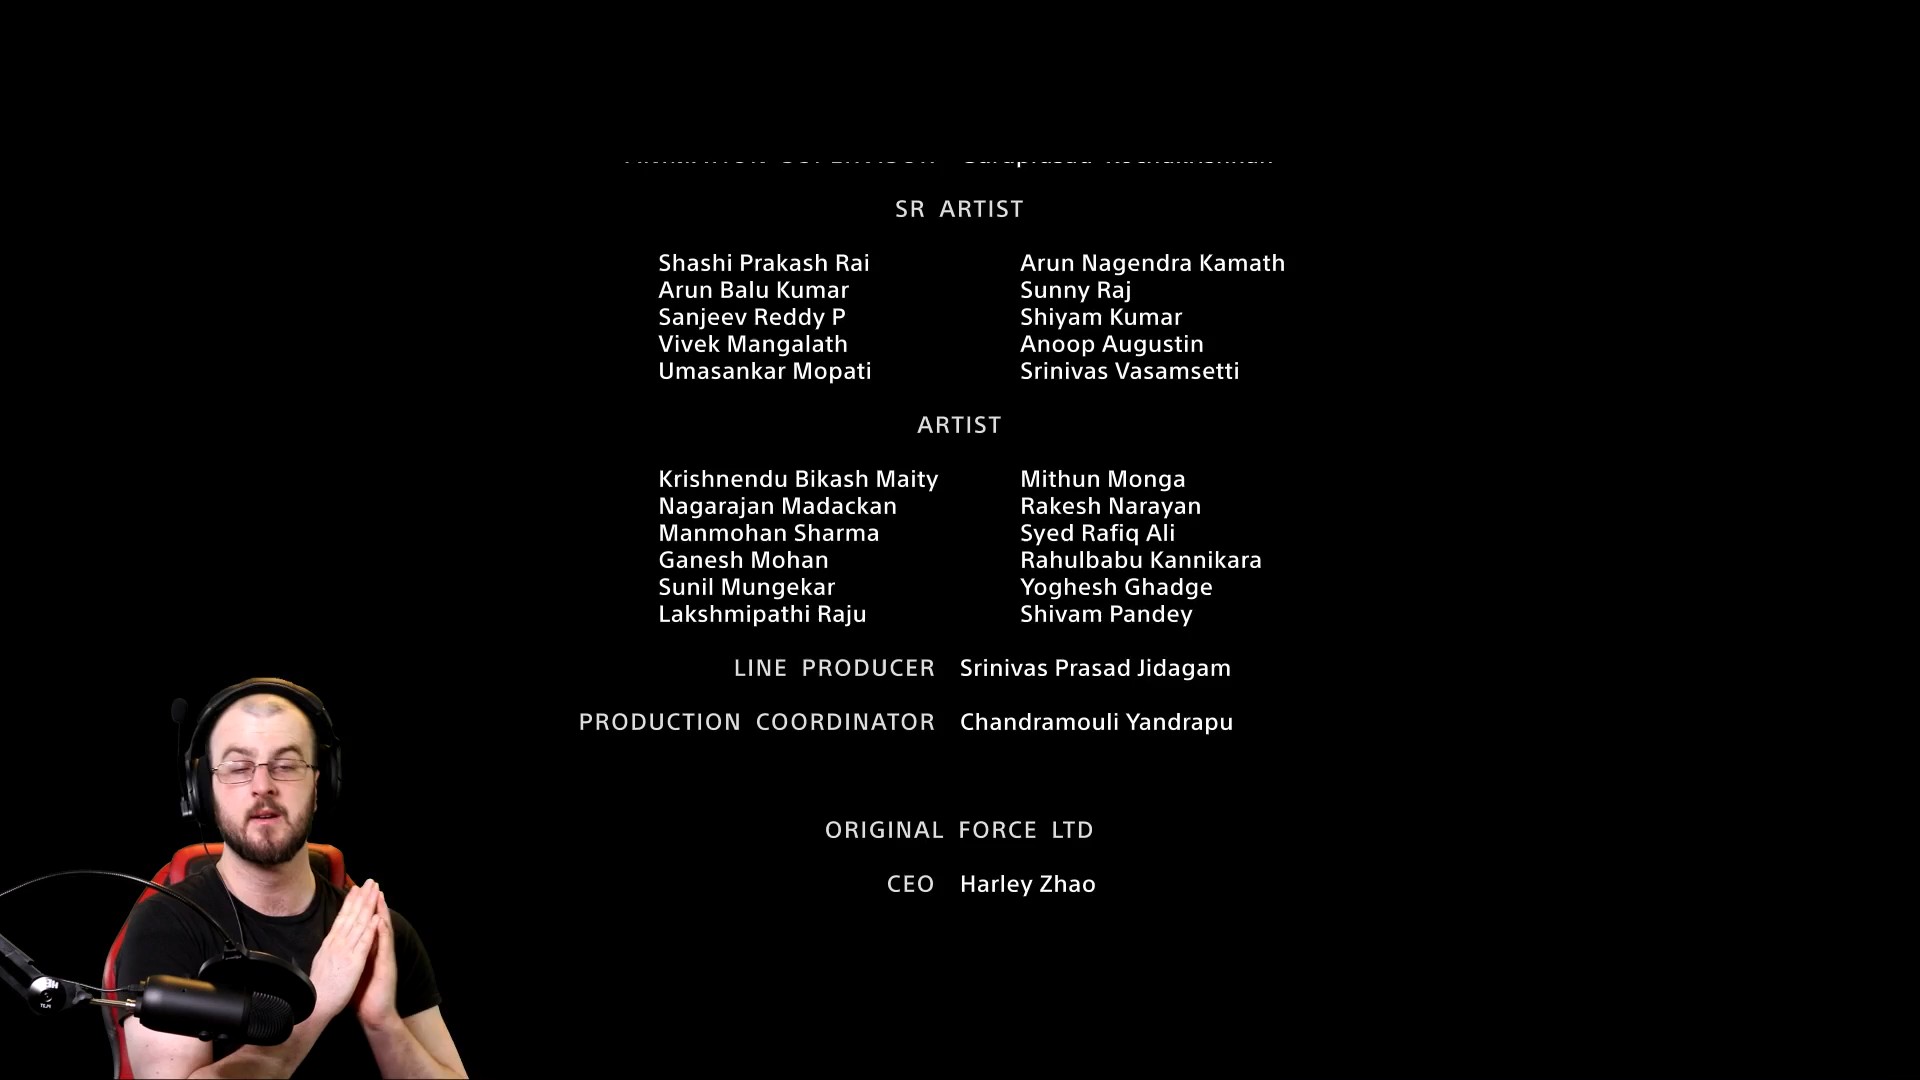 SR ARTIST
Shashi Prakash Rai Arun Nagendra Kamath
Arun Balu Kumar Sunny Raj
Sanjeev Reddy P Shiyam Kumar
Vivek Mangalath Anoop Augustin
Umasankar Mopati Srinivas Vasamsetti
ARTIST
Krishnendu Bikash Maity Mithun Monga
Nagarajan Madackan Rakesh Narayan
Manmohan Sharma Syed Rafiq Ali
Ganesh Mohan Rahulbabu Kannikara
Sunil Mungekar Yoghesh Ghadge
Lakshmipathi Raju Shivam Pandey
LINE PRODUCER Srinivas Prasad Jidagam
PRODUCTION COORDINATOR Chandramouli Yandrapu
ORIGINAL FORCE LTD
CEO Harley Zhao